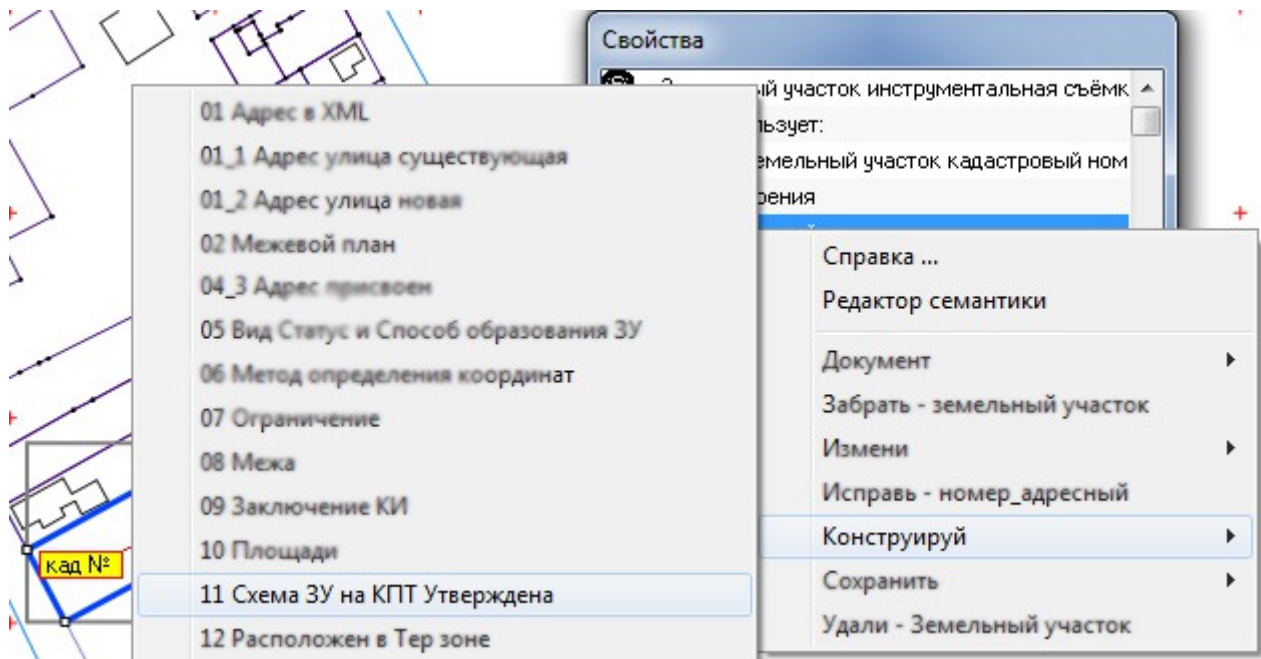 Свойства
ый участок инструментальная съёмк
льзует:
земельный участок кадастровый ном
рения
01 Адрес в XML
01_1 Адрес улица существующая
01_2 Адрес улица новая
02 Межевой план
04_3 Адрес присвоен
05 Вид Статус и Способ образования ЗУ
06 Метод определения координат
07 Ограничение
08 Межа
09 Заключение КИ
10 Площади
11 Схема ЗУ на КПТ Утверждена
12 Расположен в Тер зоне
Справка ...
Редактор семантики
Документ
Забрать - земельный участок
Измени
Исправь - номер_адресный
Конструируй
Сохранить
Удали - Земельный участок
кад №